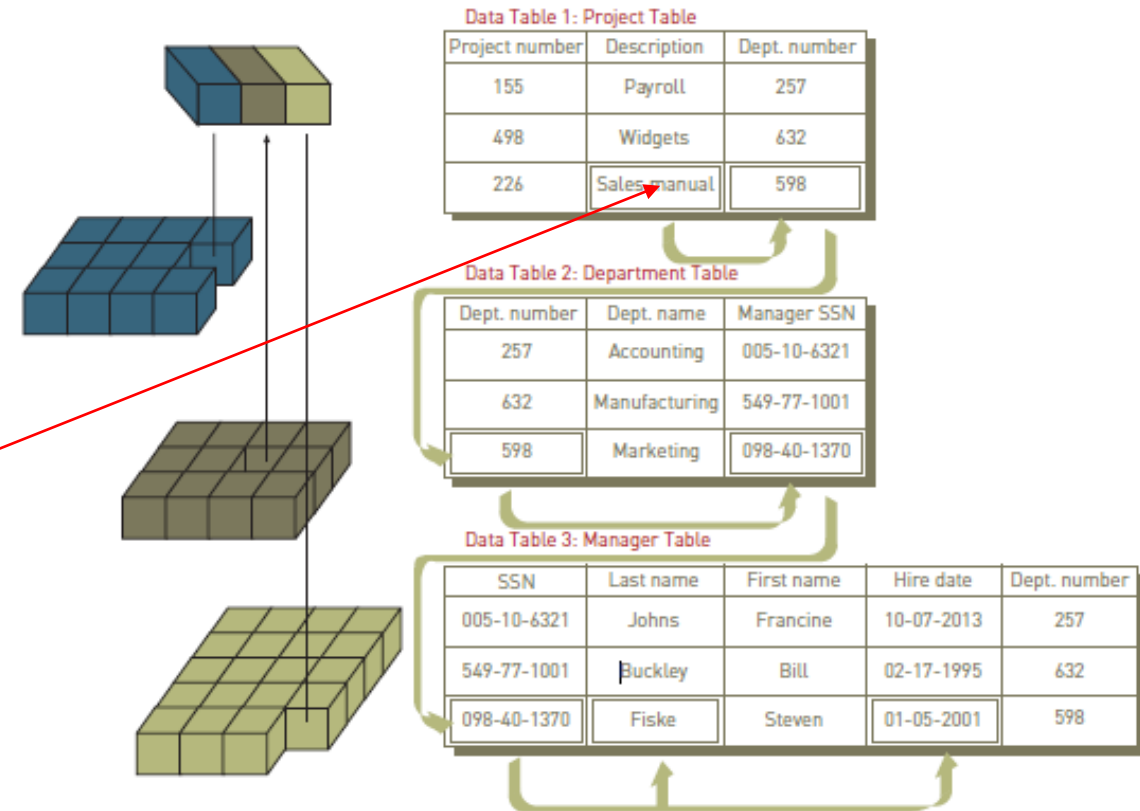 Data Table 1: Project Table
Project number Description Dept. number
155 Payroll 257
498 Widgets 632
226 Sales manual 598
Data Table 2: Department Table
Dept. number Dept. name Manager SSN
257 Accounting 005-10-6321
632 Manufacturing 549-77-1001
598 Marketing 098-40-1370
Data Table 3: Manager Table
SSN Last name First name Hire date Dept. number
005-10-6321 Johns Francine 10-07-2013 257
549-77-1001 Buckley Bill 02-17-1995 632
098-40-1370 Fiske Steven 01-05-2001 598